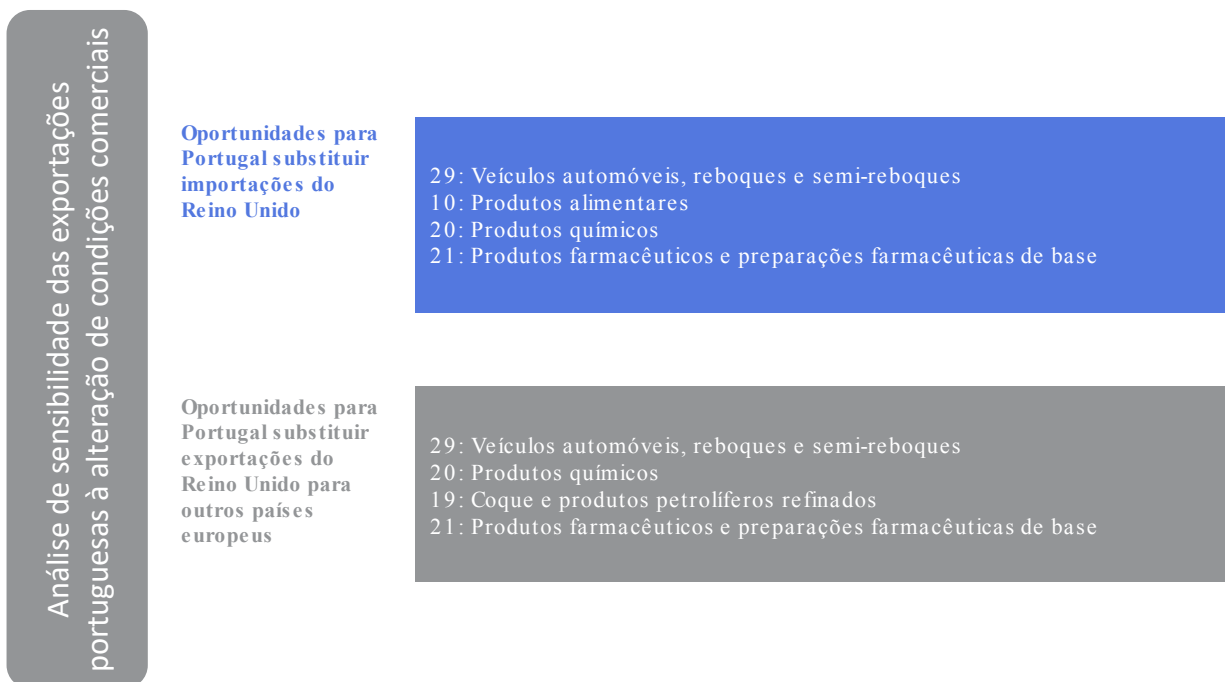 Análise de sensibilidade das exportações
portuguesas à alteração de condições comerciais
Oportunidades para
Portugal substituir
importações do
Reino Unido
29: Veículos automóveis, reboques e semi-reboques
10: Produtos alimentares
20: Produtos químicos
21: Produtos farmacêuticos e preparações farmacêuticas de base
Oportunidades para
Portugal substituir
exportações do
Reino Unido para
outros países
europeus
29: Veículos automóveis, reboques e semi-reboques
20: Produtos químicos
19: Coque e produtos petrolíferos refinados
21: Produtos farmacêuticos e preparações farmacêuticas de base